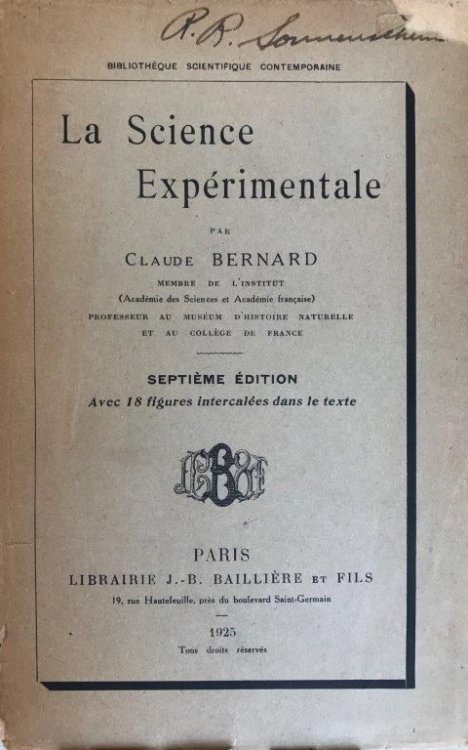 R. R. Sonnenschein
BIBLIOTHÈQUE SCIENTIFIQUE CONTEMPORAINE
La Science
Expérimentale
PAR
CLAUDE BERNARD
MEMBRE DE L'INSTITUT
(Académie des Sciences et Académie française)
PROFESSEUR AU MUSÉUM D'HISTOIRE NATURELLE
ET AU COLLÈGE DE FRANCE
SEPTIÈME ÉDITION
Avec 18 figures intercalées dans le texte
PARIS
LIBRAIRIE J.-B. BAILLIÈRE ET FILS
19, rue Hautefeuille, près du boulevard Saint-Germain
1925
Tous droits réservés